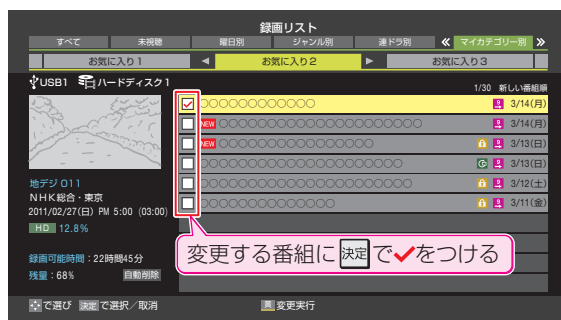 録画リスト
すべて 未視聴 曜日別 ジャンル別 連ドラ別 マイカテゴリー別
お気に入り1 お気に入り2 お気に入り3
USB1 ハードディスク1
1/30 新しい番組順
○○○○○○○○○○○○○ 3/14(月)
NEW ○○○○○○○○○○○○○○○○○○○○○○○ 3/14(月)
NEW ○○○○○○○○○○○○○○○○○ 3/13(日)
○○○○○○○○○○○○○○○○○○○○○○ 3/13(日)
○○○○○○○○○○○○○○○○○○○○○○○ 3/12(土)
○○○○○○○○○○○○○○○ 3/11(金)
地デジ 011
NHK総合・東京
2011/02/27(日) PM 5:00 (03:00)
HD 12.8%
録画可能時間:22時間45分
残量:68% 自動削除
変更する番組に 決定 で✓をつける
で選び 決定 で選択/取消 黄 変更実行